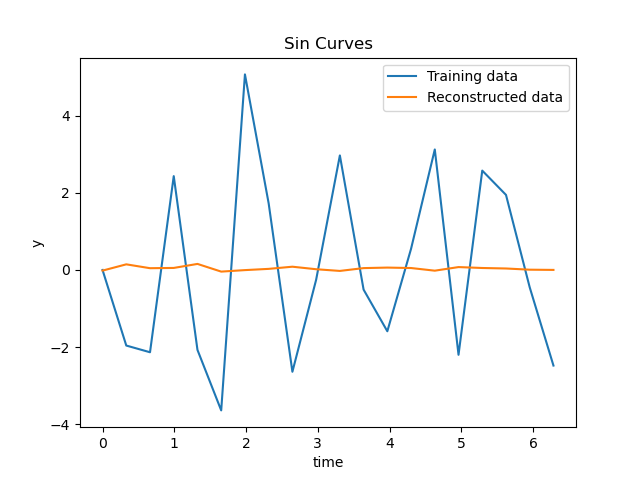 Sin Curves
Training data
Reconstructed data
y
4
2
0
−2
−4
0 1 2 3 4 5 6
time